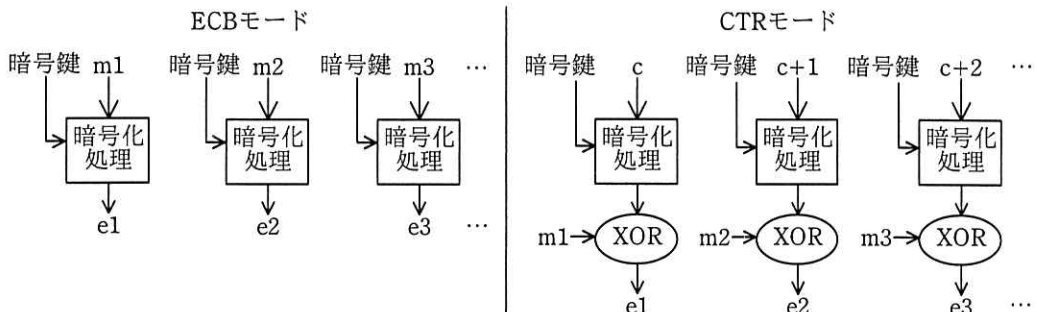 ECBモード
暗号鍵 m1 暗号鍵 m2 暗号鍵 m3 …
暗号化 暗号化 暗号化
処理 処理 処理
e1 e2 e3 …
CTRモード
暗号鍵 c 暗号鍵 c+1 暗号鍵 c+2 …
暗号化 暗号化 暗号化
処理 処理 処理
m1 XOR m2 XOR m3 XOR
e1 e2 e3 …